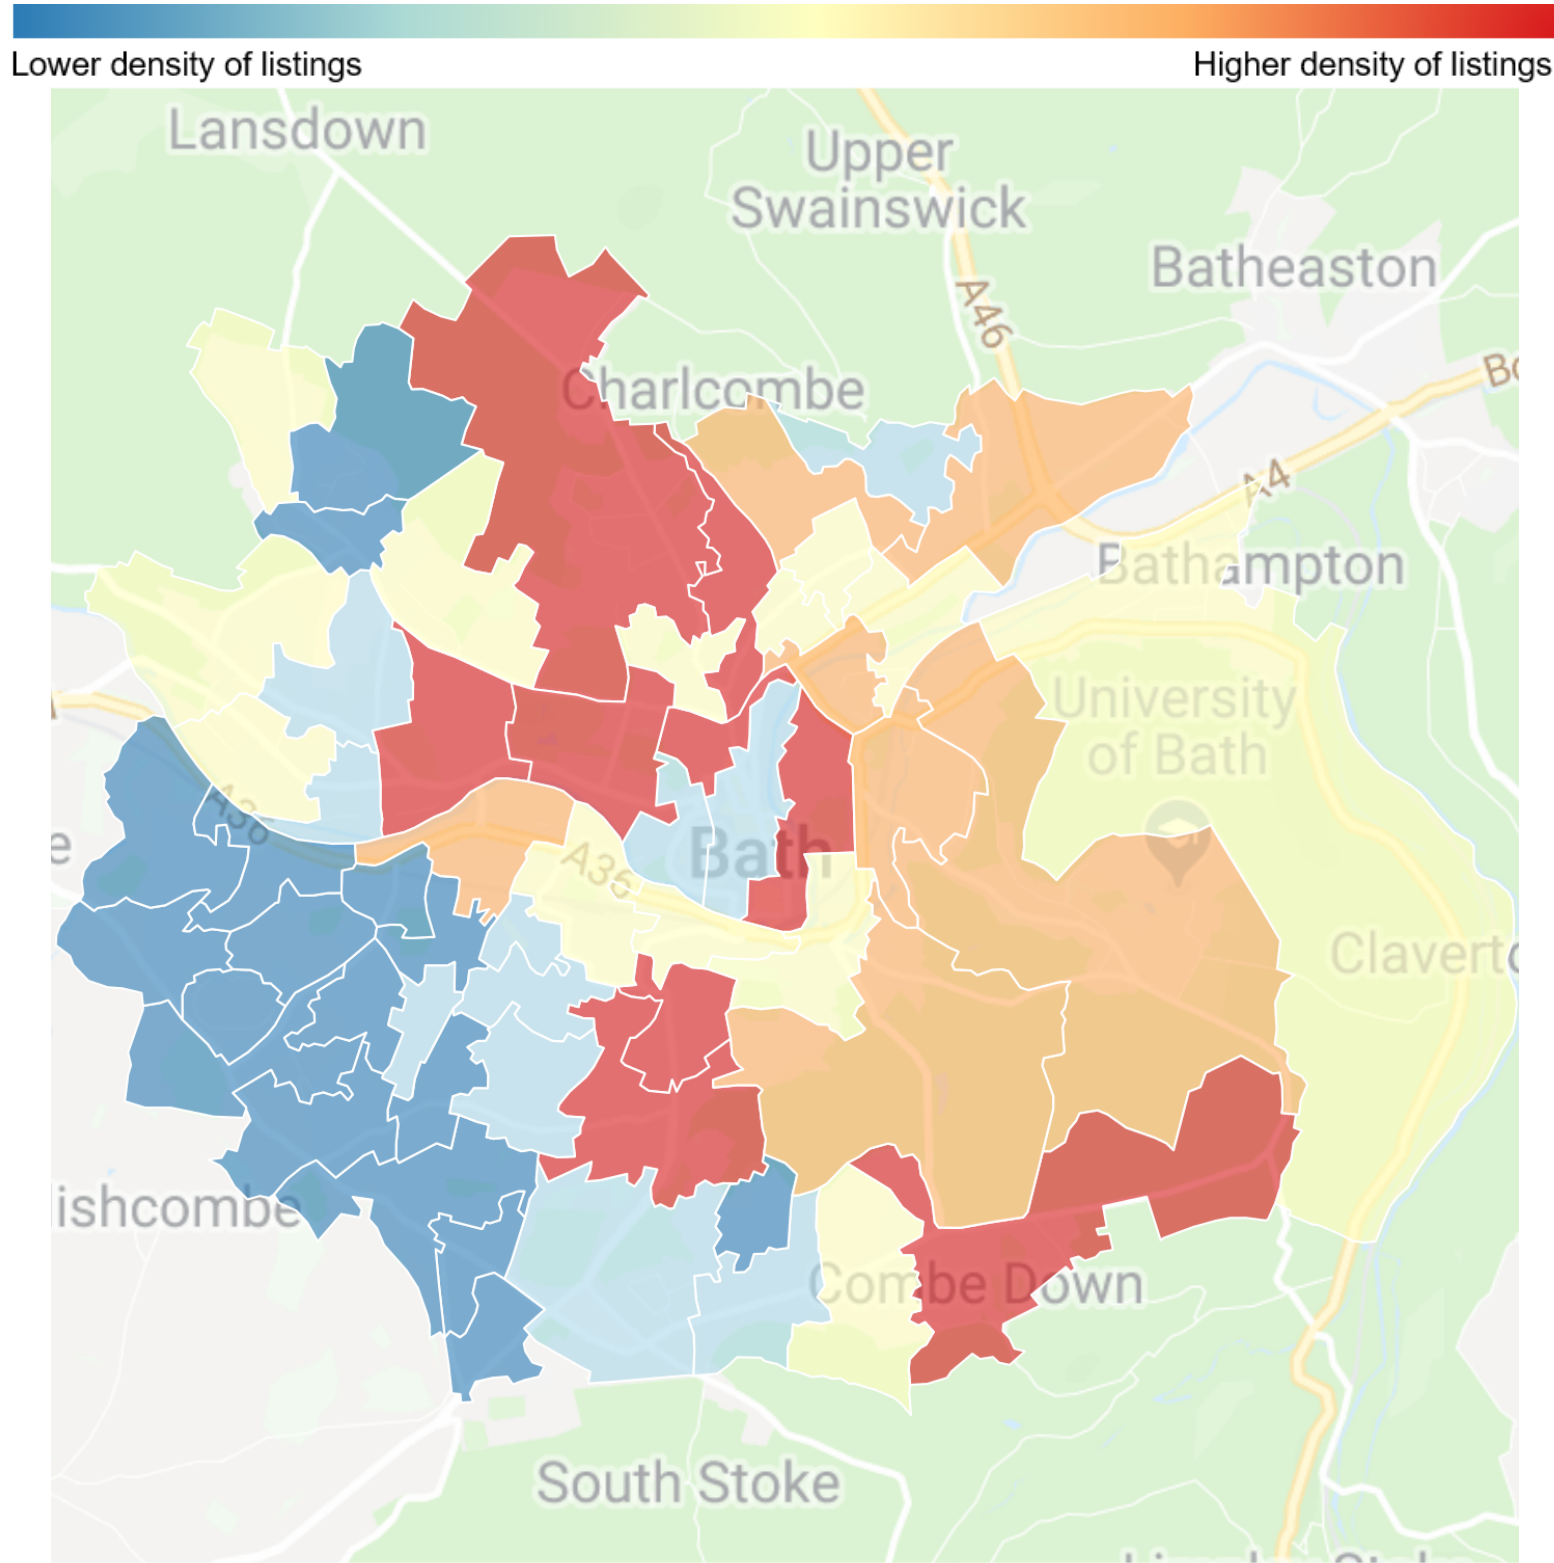 Lower density of listings
Higher density of listings
Lansdown
Upper
Swainswick
Batheaston
A46
Charlcombe
A4
Bathampton
University
of Bath
A36
Bath
A36
Claverto
ishcombe
Combe Down
South Stoke